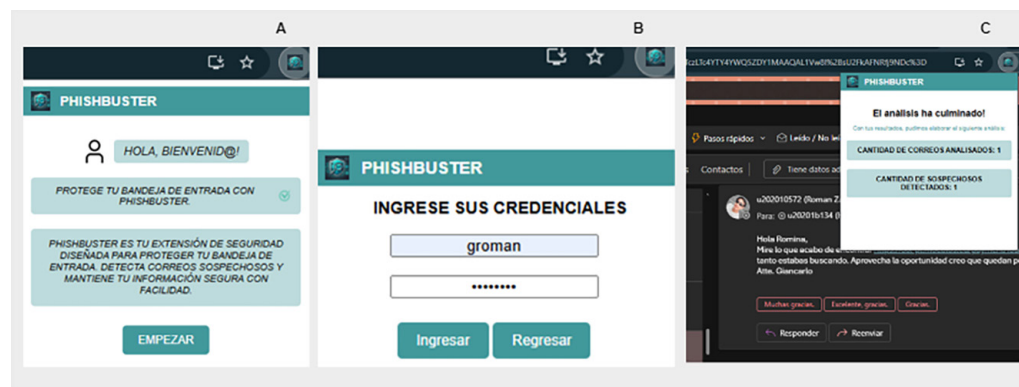 A
PHISHBUSTER
HOLA, BIENVENID@!
PROTEGE TU BANDEJA DE ENTRADA CON
PHISHBUSTER.
PHISHBUSTER ES TU EXTENSIÓN DE SEGURIDAD
DISEÑADA PARA PROTEGER TU BANDEJA DE
ENTRADA. DETECTA CORREOS SOSPECHOSOS Y
MANTIENE TU INFORMACIÓN SEGURA CON
FACILIDAD.
EMPEZAR
B
PHISHBUSTER
INGRESE SUS CREDENCIALES
groman
••••••••
Ingresar Regresar
C
PHISHBUSTER
El análisis ha culminado!
Con tus resultados, pudimos elaborar el siguiente análisis:
CANTIDAD DE CORREOS ANALISADOS: 1
CANTIDAD DE SOSPECHOSOS
DETECTADOS: 1
Pasos rápidos
Leído / No leí
Contactos
Tiene datos ad
u202010572 (Roman Z
Para: u20201b134 (
Hola Romina,
Mire lo que acabo de
tanto estabas buscando. Aprovecha la oportunidad creo que quedan p
Atte. Giancarlo
Muchas gracias. Excelente, gracias. Gracias.
Responder Reenviar